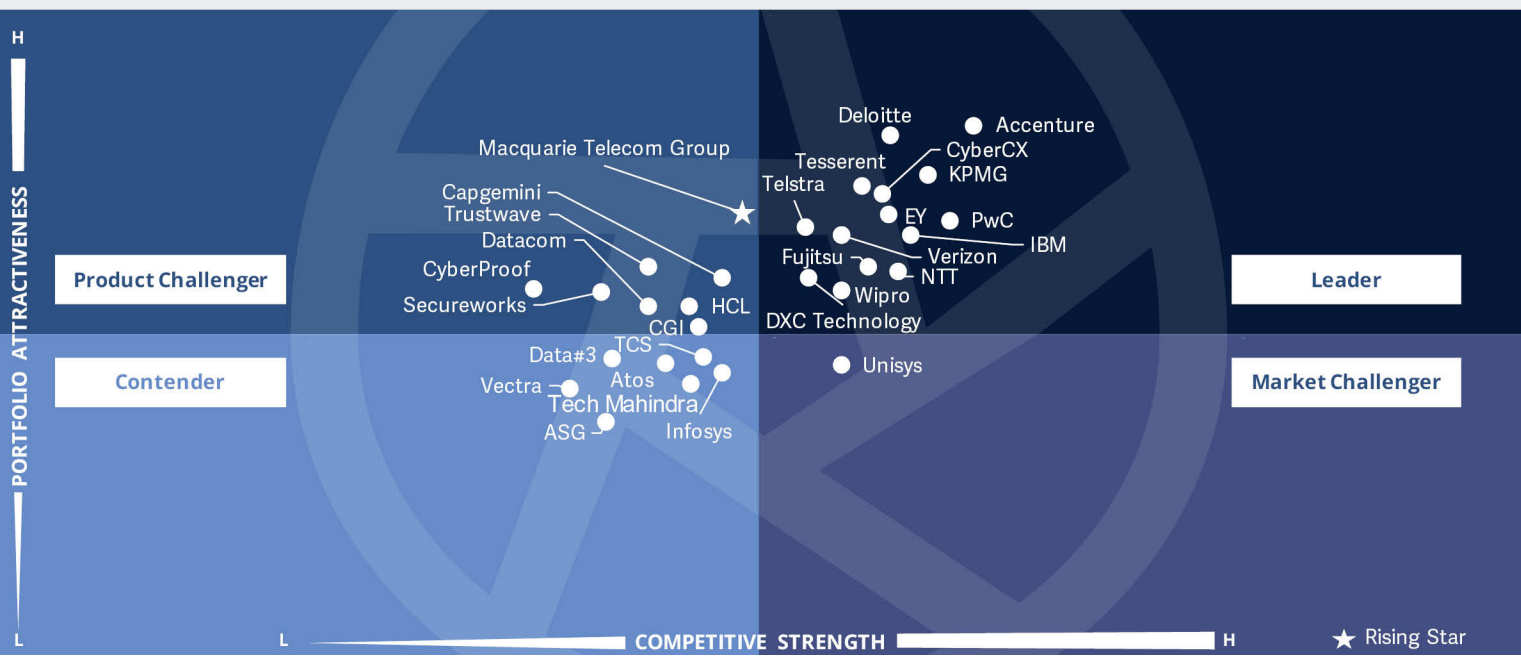 H
Deloitte
Accenture
Macquarie Telecom Group
CyberCX
Tesserent
KPMG
Telstra
Capgemini
Trustwave
EY
PwC
Datacom
IBM
Fujitsu
Verizon
CyberProof
NTT
Product Challenger
Leader
Secureworks
HCL
Wipro
CGI
DXC Technology
PORTFOLIO ATTRACTIVENESS
TCS
Data#3
Unisys
Contender
Vectra
Atos
Market Challenger
Tech Mahindra
ASG
Infosys
L
L
COMPETITIVE STRENGTH
H
Rising Star